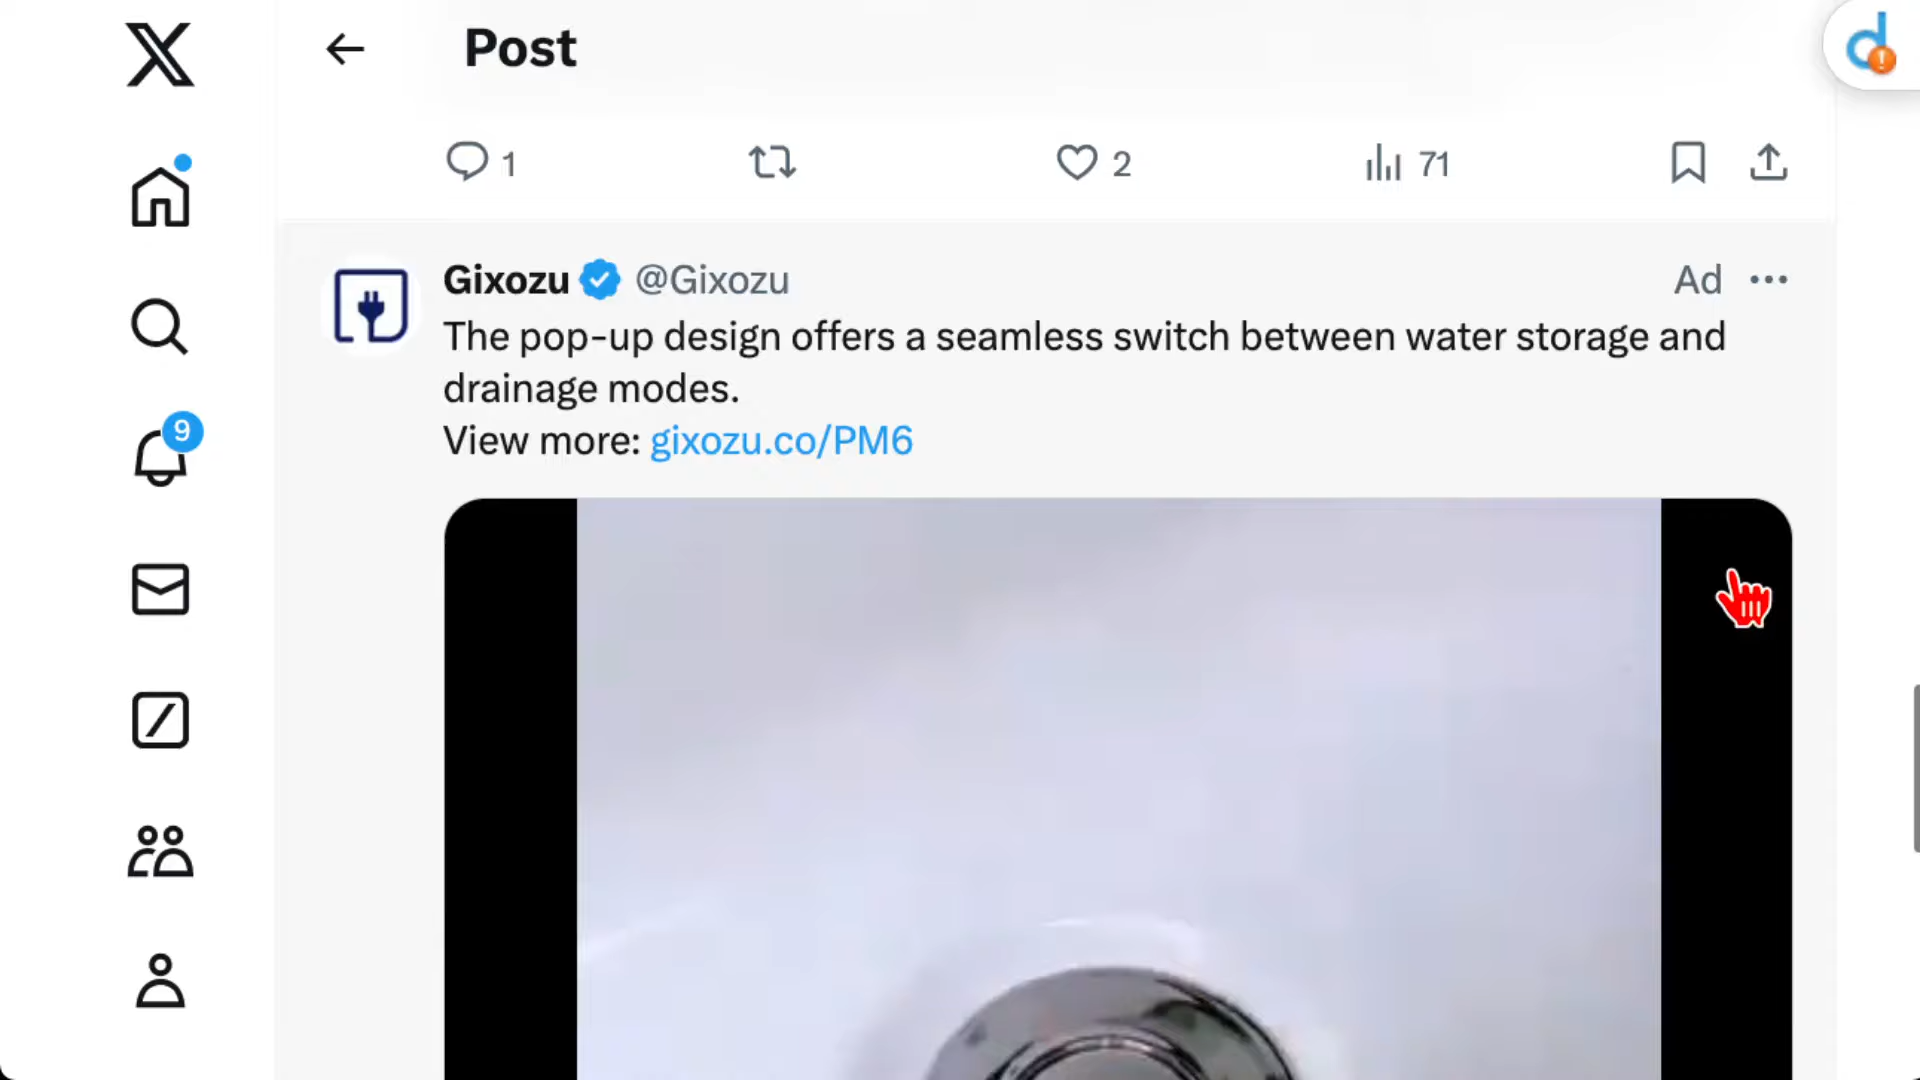 Post
1
2
71
Gixozu @Gixozu
Ad
The pop-up design offers a seamless switch between water storage and
drainage modes.
View more: gixozu.co/PM6
9